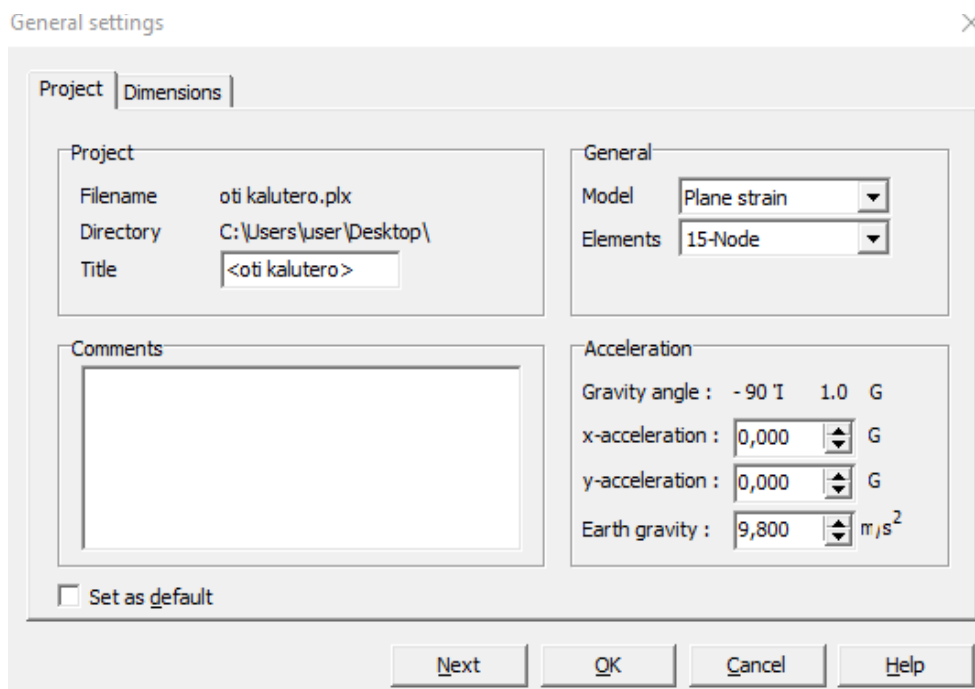 General settings
Project
Dimensions
Project
Filename oti kalutero.plx
Directory C:\Users\user\Desktop\
Title <oti kalutero>
General
Model Plane strain
Elements 15-Node
Comments
Acceleration
Gravity angle : - 90 'I 1.0 G
x-acceleration : 0,000 G
y-acceleration : 0,000 G
Earth gravity : 9,800 m/s²
Set as default
Next
OK
Cancel
Help